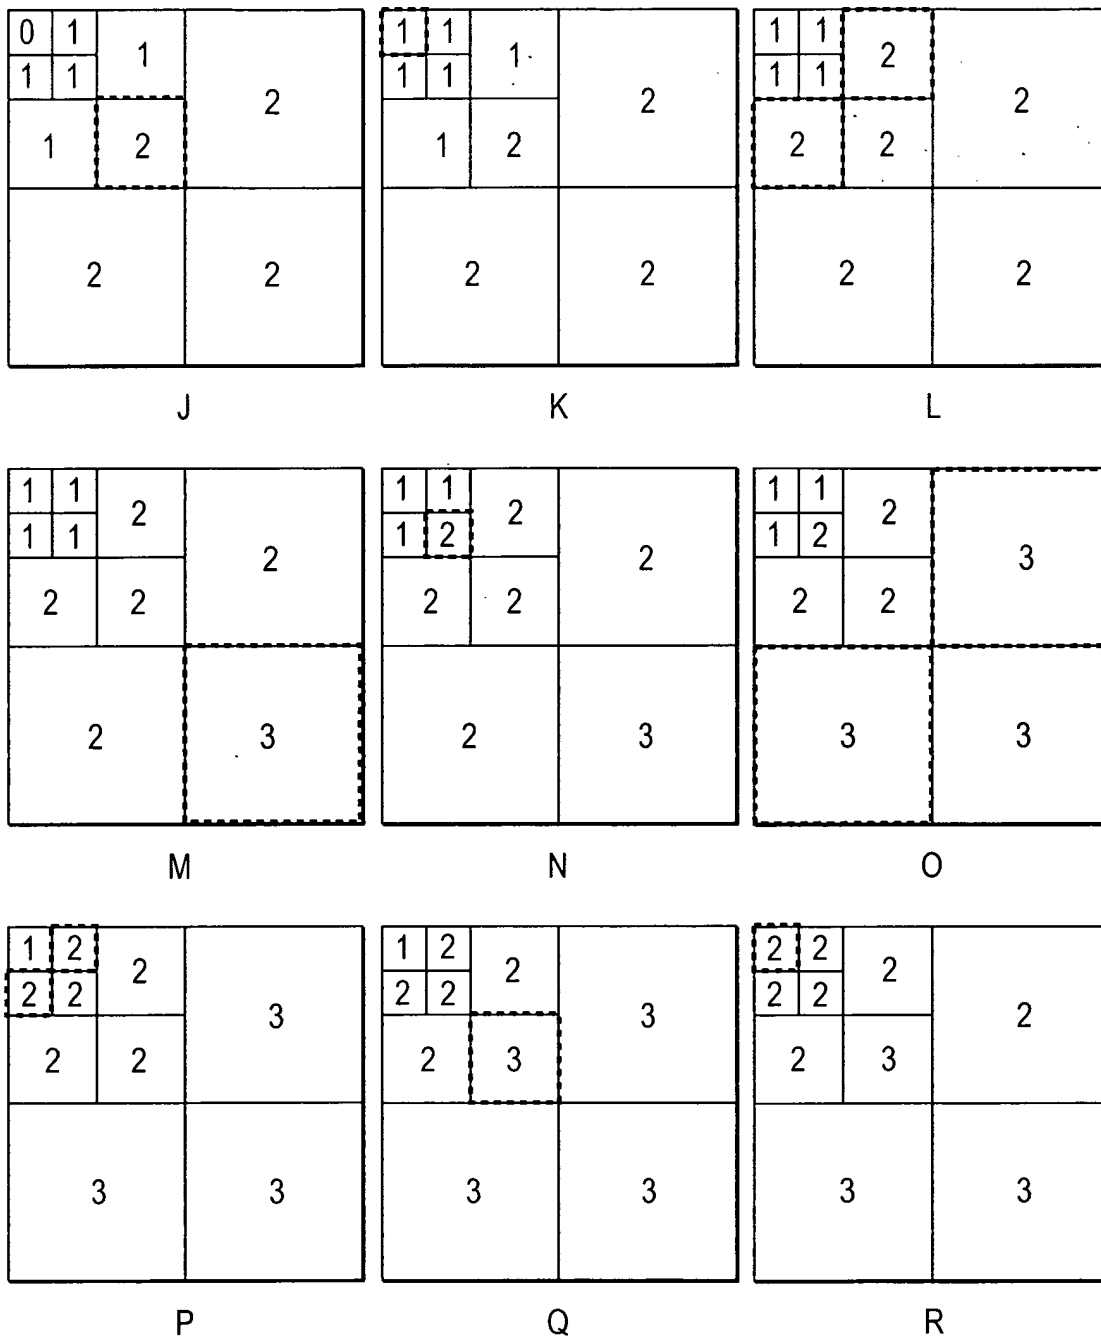 0 1 1 1 1 1
1 1 1 2 1 1 2
1 2 2 1 2 2 2 2
2 2 2 2 2 2
J K L
1 1 2 1 1 2 1 1 2
1 1 2 1 2 2 1 2 3
2 2 2 2 2 2
2 3 2 3 3 3
M N O
1 2 2 1 2 2 2 2 2
2 2 3 2 2 3 2 2 2
2 2 2 3 2 3
3 3 3 3 3 3
P Q R